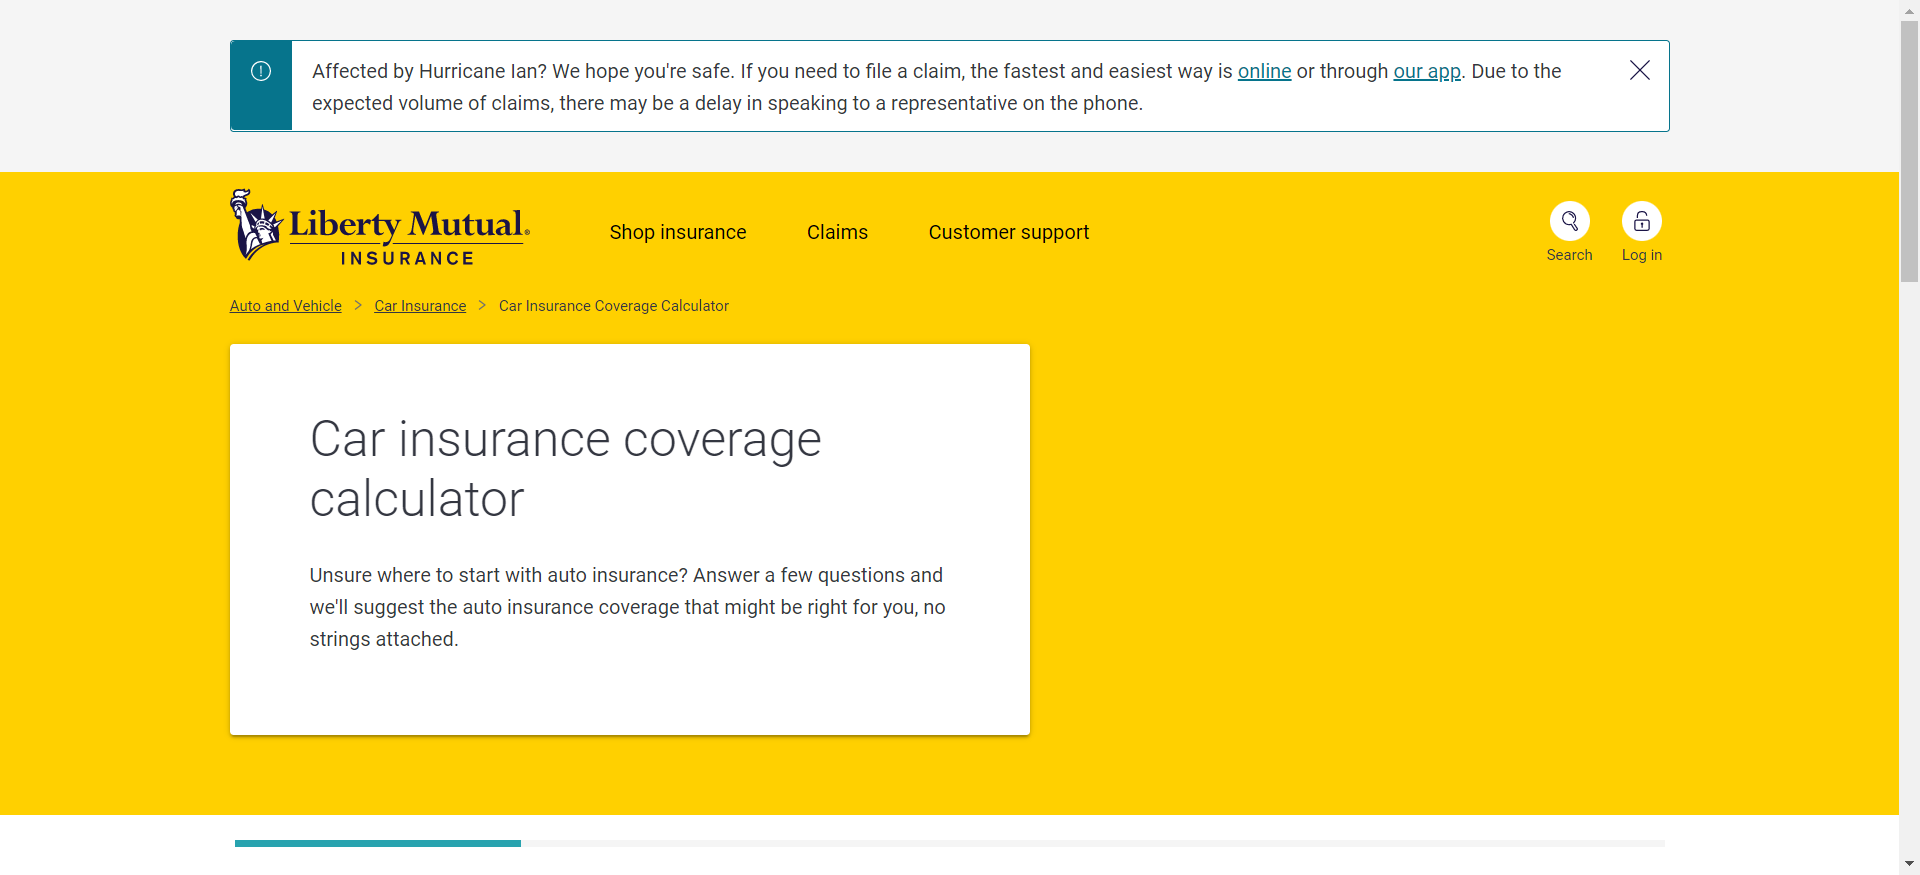 Affected by Hurricane Ian? We hope you're safe. If you need to file a claim, the fastest and easiest way is online or through our app. Due to the
expected volume of claims, there may be a delay in speaking to a representative on the phone.
Liberty Mutual®
INSURANCE
Shop insurance
Claims
Customer support
Search
Log in
Auto and Vehicle > Car Insurance > Car Insurance Coverage Calculator
Car insurance coverage
calculator
Unsure where to start with auto insurance? Answer a few questions and
we'll suggest the auto insurance coverage that might be right for you, no
strings attached.